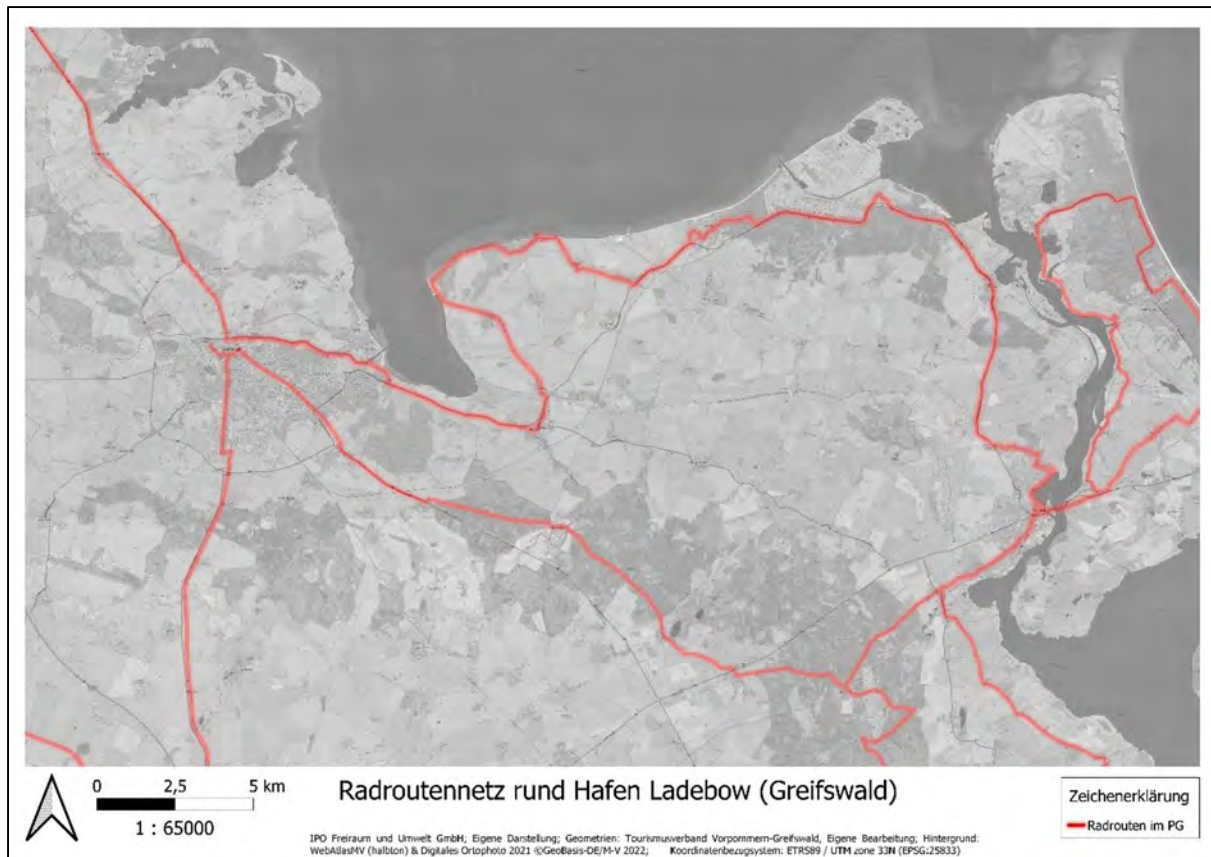 0 2,5 5 km
1 : 65000
Radroutennetz rund Hafen Ladebow (Greifswald)
IPO Freiraum und Umwelt GmbH; Eigene Darstellung; Geometrien: Tourismusverband Vorpommern-Greifswald, Eigene Bearbeitung; Hintergrund:
WebAtlasMV (halbton) & Digitales Ortophoto 2021 ©GeoBasis-DE/M-V 2022; Koordinatenbezugsystem: ETRS89 / UTM zone 33N (EPSG:25833)
Zeichenerklärung
Radrouten im PG